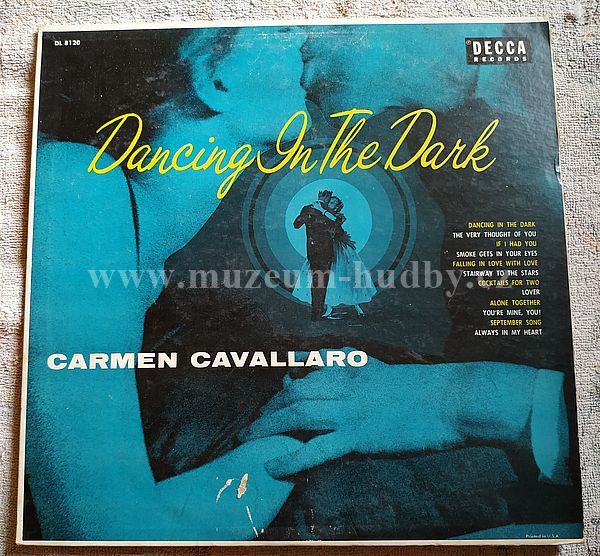 DL 8120
DECCA
RECORDS
Dancing In The Dark
DANCING IN THE DARK
THE VERY THOUGHT OF YOU
IF I HAD YOU
SMOKE GETS IN YOUR EYES
FALLING IN LOVE WITH LOVE
STAIRWAY TO THE STARS
COCKTAILS FOR TWO
LOVER
ALONE TOGETHER
YOU'RE MINE, YOU!
SEPTEMBER SONG
ALWAYS IN MY HEART
www.muzeum-hudby.cz
CARMEN CAVALLARO
Printed in U.S.A.